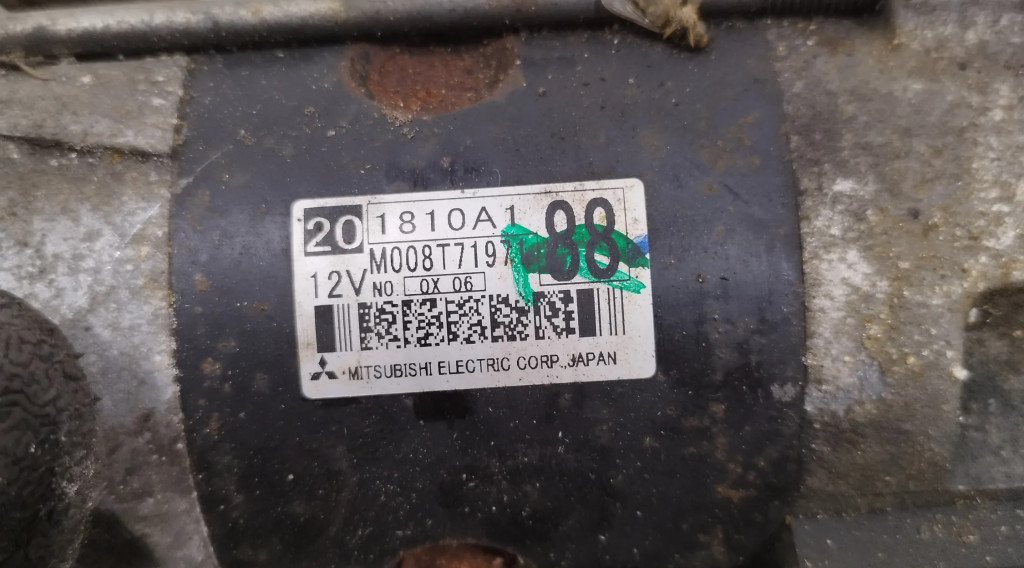 20 1810A1 88
M008T7197
12V NO. 0X 06
MITSUBISHI ELECTRIC CORP., JAPAN